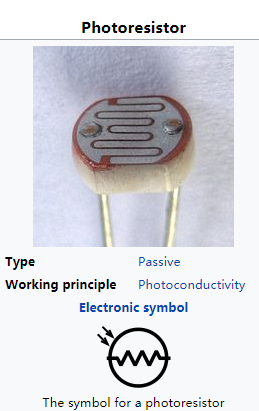 Photoresistor
Type Passive
Working principle Photoconductivity
Electronic symbol
The symbol for a photoresistor